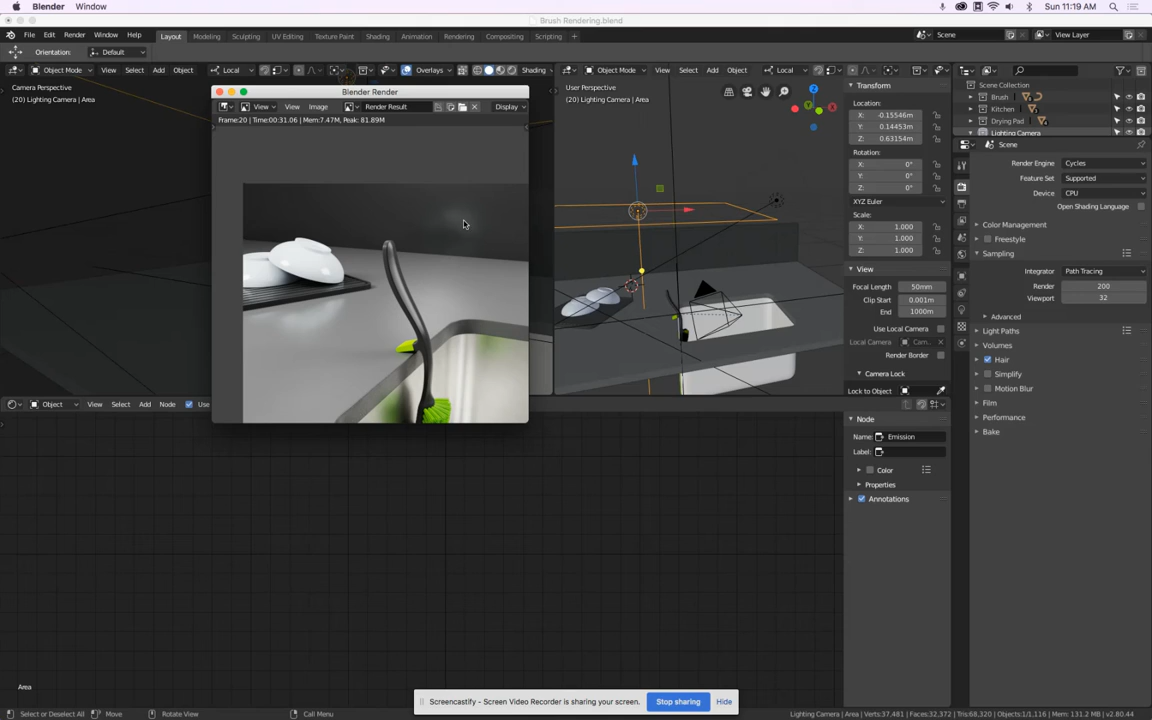 Blender Window Sun 11:19 AM
Brush Rendering.blend
File Edit Render Window Help Layout Modeling Sculpting UV Editing Texture Paint Shading Animation Rendering Compositing Scripting + Scene View Layer
Orientation: Default
Object Mode View Select Add Object Local Overlays Shading Object Mode View Select Add Object Local
Camera Perspective
(20) Lighting Camera | Area
Blender Render
View View Image Render Result Display
Frame:20 | Time:00:31.06 | Mem:7.47M, Peak: 81.89M
User Perspective
(20) Lighting Camera | Area
Transform
Location:
X: -0.15546m
Y: 0.14453m
Z: 0.63154m
Rotation:
X: 0°
Y: 0°
Z: 0°
XYZ Euler
Scale:
X: 1.000
Y: 1.000
Z: 1.000
View
Focal Length 50mm
Clip Start 0.001m
End 1000m
Use Local Camera
Local Camera Cam...
Render Border
Camera Lock
Lock to Object
Scene Collection
Brush
Kitchen
Drying Pad
Lighting Camera
Scene
Render Engine Cycles
Feature Set Supported
Device CPU
Open Shading Language
Color Management
Freestyle
Sampling
Integrator Path Tracing
Render 200
Viewport 32
Advanced
Light Paths
Volumes
Hair
Simplify
Motion Blur
Film
Performance
Bake
Object View Select Add Node Use
Node
Name: Emission
Label:
Color
Properties
Annotations
Area
Screencastify - Screen Video Recorder is sharing your screen. Stop sharing Hide
Select or Deselect All Move Rotate View Call Menu Lighting Camera | Area | Verts:37,481 | Faces:32,372 | Tris:68,320 | Objects:1/1,116 | Mem: 131.2 MB | v2.80.44